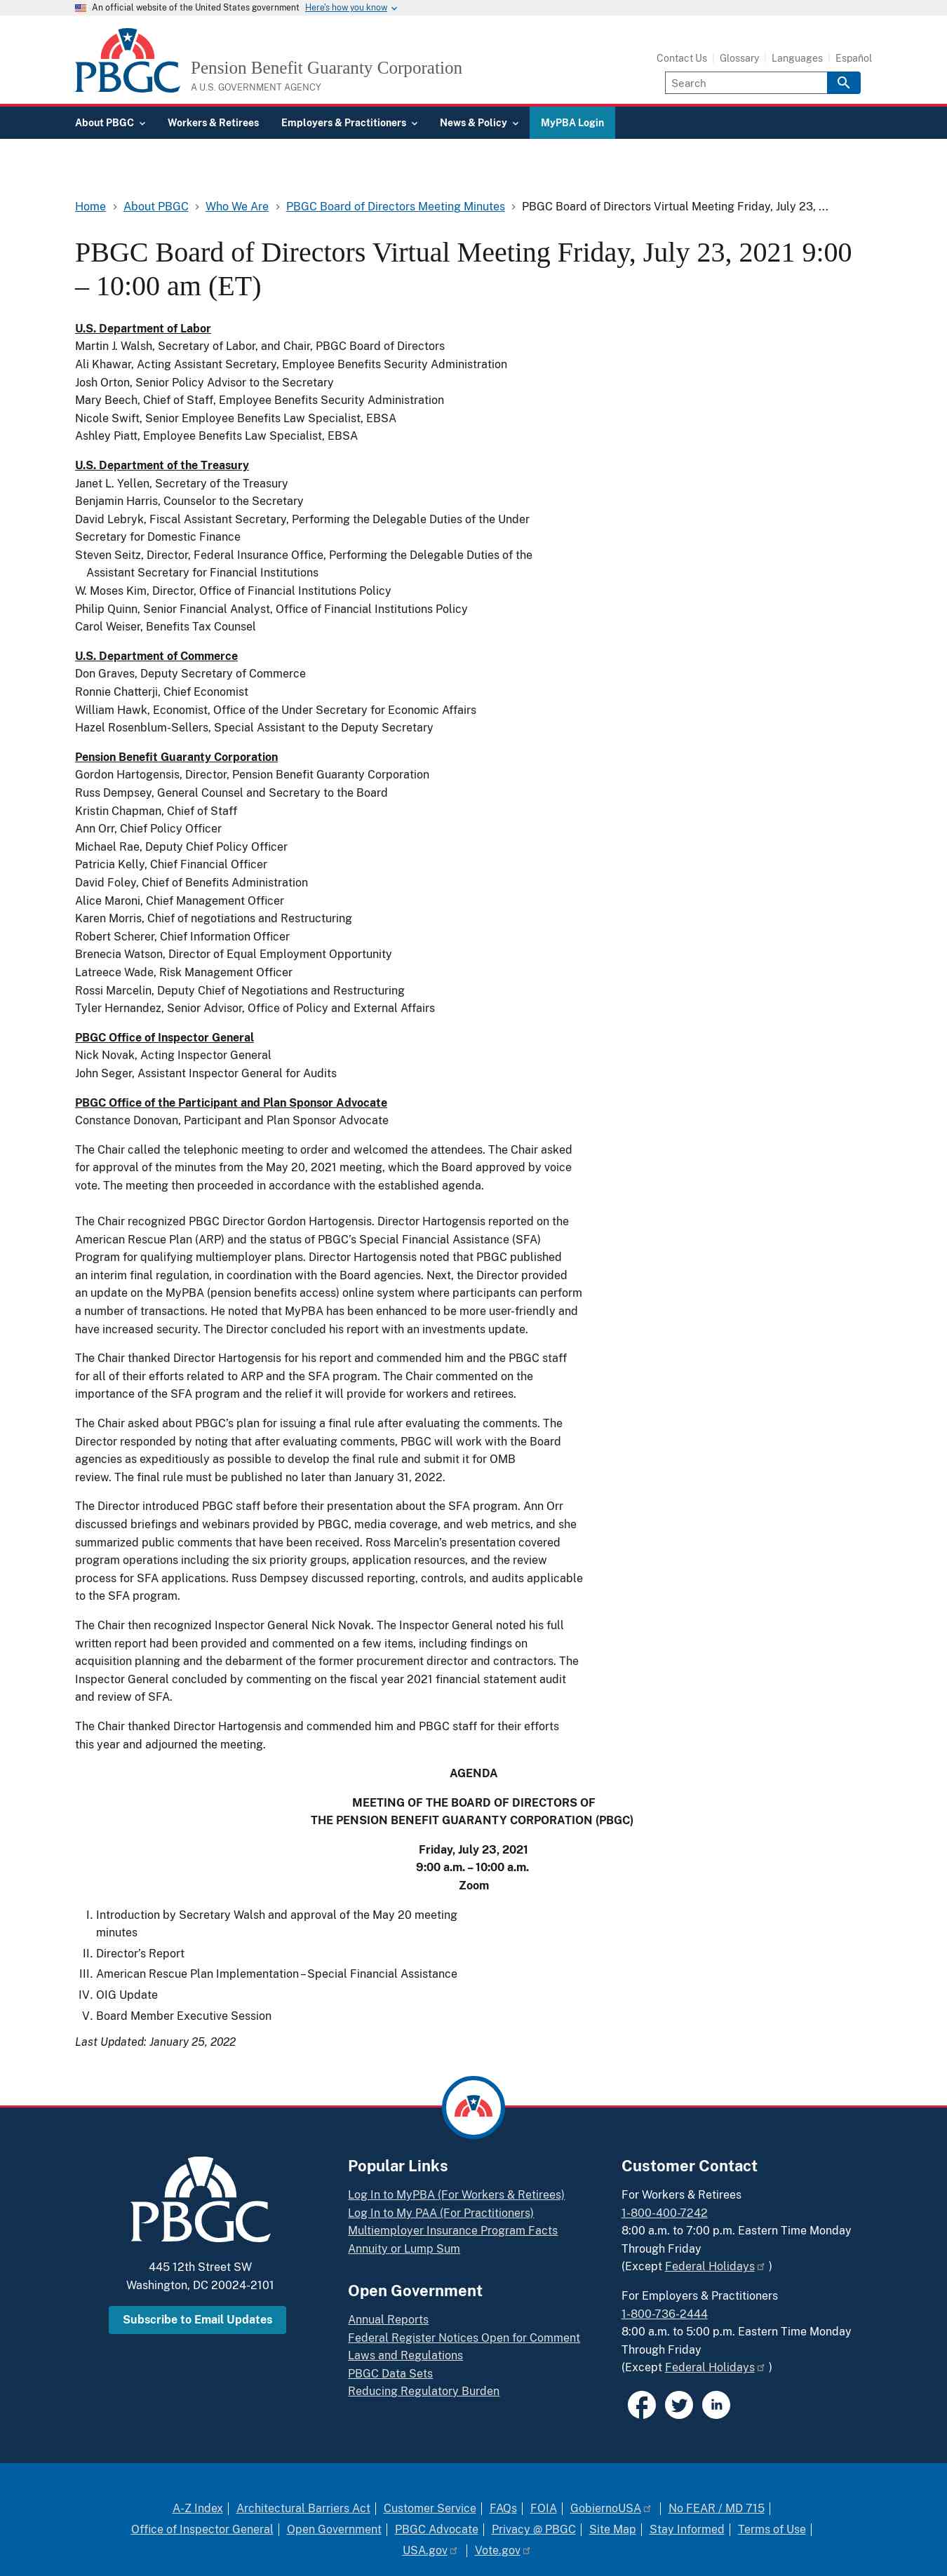 An official website of the United States government Here's how you know
PBGC
Pension Benefit Guaranty Corporation
A U.S. GOVERNMENT AGENCY
Contact Us Glossary Languages Español
Search
About PBGC Workers & Retirees Employers & Practitioners News & Policy MyPBA Login
Home About PBGC Who We Are PBGC Board of Directors Meeting Minutes PBGC Board of Directors Virtual Meeting Friday, July 23, ...
PBGC Board of Directors Virtual Meeting Friday, July 23, 2021 9:00
– 10:00 am (ET)
U.S. Department of Labor
Martin J. Walsh, Secretary of Labor, and Chair, PBGC Board of Directors
Ali Khawar, Acting Assistant Secretary, Employee Benefits Security Administration
Josh Orton, Senior Policy Advisor to the Secretary
Mary Beech, Chief of Staff, Employee Benefits Security Administration
Nicole Swift, Senior Employee Benefits Law Specialist, EBSA
Ashley Piatt, Employee Benefits Law Specialist, EBSA
U.S. Department of the Treasury
Janet L. Yellen, Secretary of the Treasury
Benjamin Harris, Counselor to the Secretary
David Lebryk, Fiscal Assistant Secretary, Performing the Delegable Duties of the Under
Secretary for Domestic Finance
Steven Seitz, Director, Federal Insurance Office, Performing the Delegable Duties of the
Assistant Secretary for Financial Institutions
W. Moses Kim, Director, Office of Financial Institutions Policy
Philip Quinn, Senior Financial Analyst, Office of Financial Institutions Policy
Carol Weiser, Benefits Tax Counsel
U.S. Department of Commerce
Don Graves, Deputy Secretary of Commerce
Ronnie Chatterji, Chief Economist
William Hawk, Economist, Office of the Under Secretary for Economic Affairs
Hazel Rosenblum-Sellers, Special Assistant to the Deputy Secretary
Pension Benefit Guaranty Corporation
Gordon Hartogensis, Director, Pension Benefit Guaranty Corporation
Russ Dempsey, General Counsel and Secretary to the Board
Kristin Chapman, Chief of Staff
Ann Orr, Chief Policy Officer
Michael Rae, Deputy Chief Policy Officer
Patricia Kelly, Chief Financial Officer
David Foley, Chief of Benefits Administration
Alice Maroni, Chief Management Officer
Karen Morris, Chief of negotiations and Restructuring
Robert Scherer, Chief Information Officer
Brenecia Watson, Director of Equal Employment Opportunity
Latreece Wade, Risk Management Officer
Rossi Marcelin, Deputy Chief of Negotiations and Restructuring
Tyler Hernandez, Senior Advisor, Office of Policy and External Affairs
PBGC Office of Inspector General
Nick Novak, Acting Inspector General
John Seger, Assistant Inspector General for Audits
PBGC Office of the Participant and Plan Sponsor Advocate
Constance Donovan, Participant and Plan Sponsor Advocate
The Chair called the telephonic meeting to order and welcomed the attendees. The Chair asked
for approval of the minutes from the May 20, 2021 meeting, which the Board approved by voice
vote. The meeting then proceeded in accordance with the established agenda.
The Chair recognized PBGC Director Gordon Hartogensis. Director Hartogensis reported on the
American Rescue Plan (ARP) and the status of PBGC's Special Financial Assistance (SFA)
Program for qualifying multiemployer plans. Director Hartogensis noted that PBGC published
an interim final regulation, in coordination with the Board agencies. Next, the Director provided
an update on the MyPBA (pension benefits access) online system where participants can perform
a number of transactions. He noted that MyPBA has been enhanced to be more user-friendly and
have increased security. The Director concluded his report with an investments update.
The Chair thanked Director Hartogensis for his report and commended him and the PBGC staff
for all of their efforts related to ARP and the SFA program. The Chair commented on the
importance of the SFA program and the relief it will provide for workers and retirees.
The Chair asked about PBGC's plan for issuing a final rule after evaluating the comments. The
Director responded by noting that after evaluating comments, PBGC will work with the Board
agencies as expeditiously as possible to develop the final rule and submit it for OMB
review. The final rule must be published no later than January 31, 2022.
The Director introduced PBGC staff before their presentation about the SFA program. Ann Orr
discussed briefings and webinars provided by PBGC, media coverage, and web metrics, and she
summarized public comments that have been received. Ross Marcelin's presentation covered
program operations including the six priority groups, application resources, and the review
process for SFA applications. Russ Dempsey discussed reporting, controls, and audits applicable
to the SFA program.
The Chair then recognized Inspector General Nick Novak. The Inspector General noted his full
written report had been provided and commented on a few items, including findings on
acquisition planning and the debarment of the former procurement director and contractors. The
Inspector General concluded by commenting on the fiscal year 2021 financial statement audit
and review of SFA.
The Chair thanked Director Hartogensis and commended him and PBGC staff for their efforts
this year and adjourned the meeting.
AGENDA
MEETING OF THE BOARD OF DIRECTORS OF
THE PENSION BENEFIT GUARANTY CORPORATION (PBGC)
Friday, July 23, 2021
9:00 a.m. – 10:00 a.m.
Zoom
I. Introduction by Secretary Walsh and approval of the May 20 meeting
minutes
II. Director's Report
III. American Rescue Plan Implementation – Special Financial Assistance
IV. OIG Update
V. Board Member Executive Session
Last Updated: January 25, 2022
PBGC
445 12th Street SW
Washington, DC 20024-2101
Subscribe to Email Updates
Popular Links
Log In to MyPBA (For Workers & Retirees)
Log In to My PAA (For Practitioners)
Multiemployer Insurance Program Facts
Annuity or Lump Sum
Open Government
Annual Reports
Federal Register Notices Open for Comment
Laws and Regulations
PBGC Data Sets
Reducing Regulatory Burden
Customer Contact
For Workers & Retirees
1-800-400-7242
8:00 a.m. to 7:00 p.m. Eastern Time Monday
Through Friday
(Except Federal Holidays )
For Employers & Practitioners
1-800-736-2444
8:00 a.m. to 5:00 p.m. Eastern Time Monday
Through Friday
(Except Federal Holidays )
A-Z Index | Architectural Barriers Act | Customer Service | FAQs | FOIA | GobiernoUSA | No FEAR / MD 715 |
Office of Inspector General | Open Government | PBGC Advocate | Privacy @ PBGC | Site Map | Stay Informed | Terms of Use |
USA.gov | Vote.gov